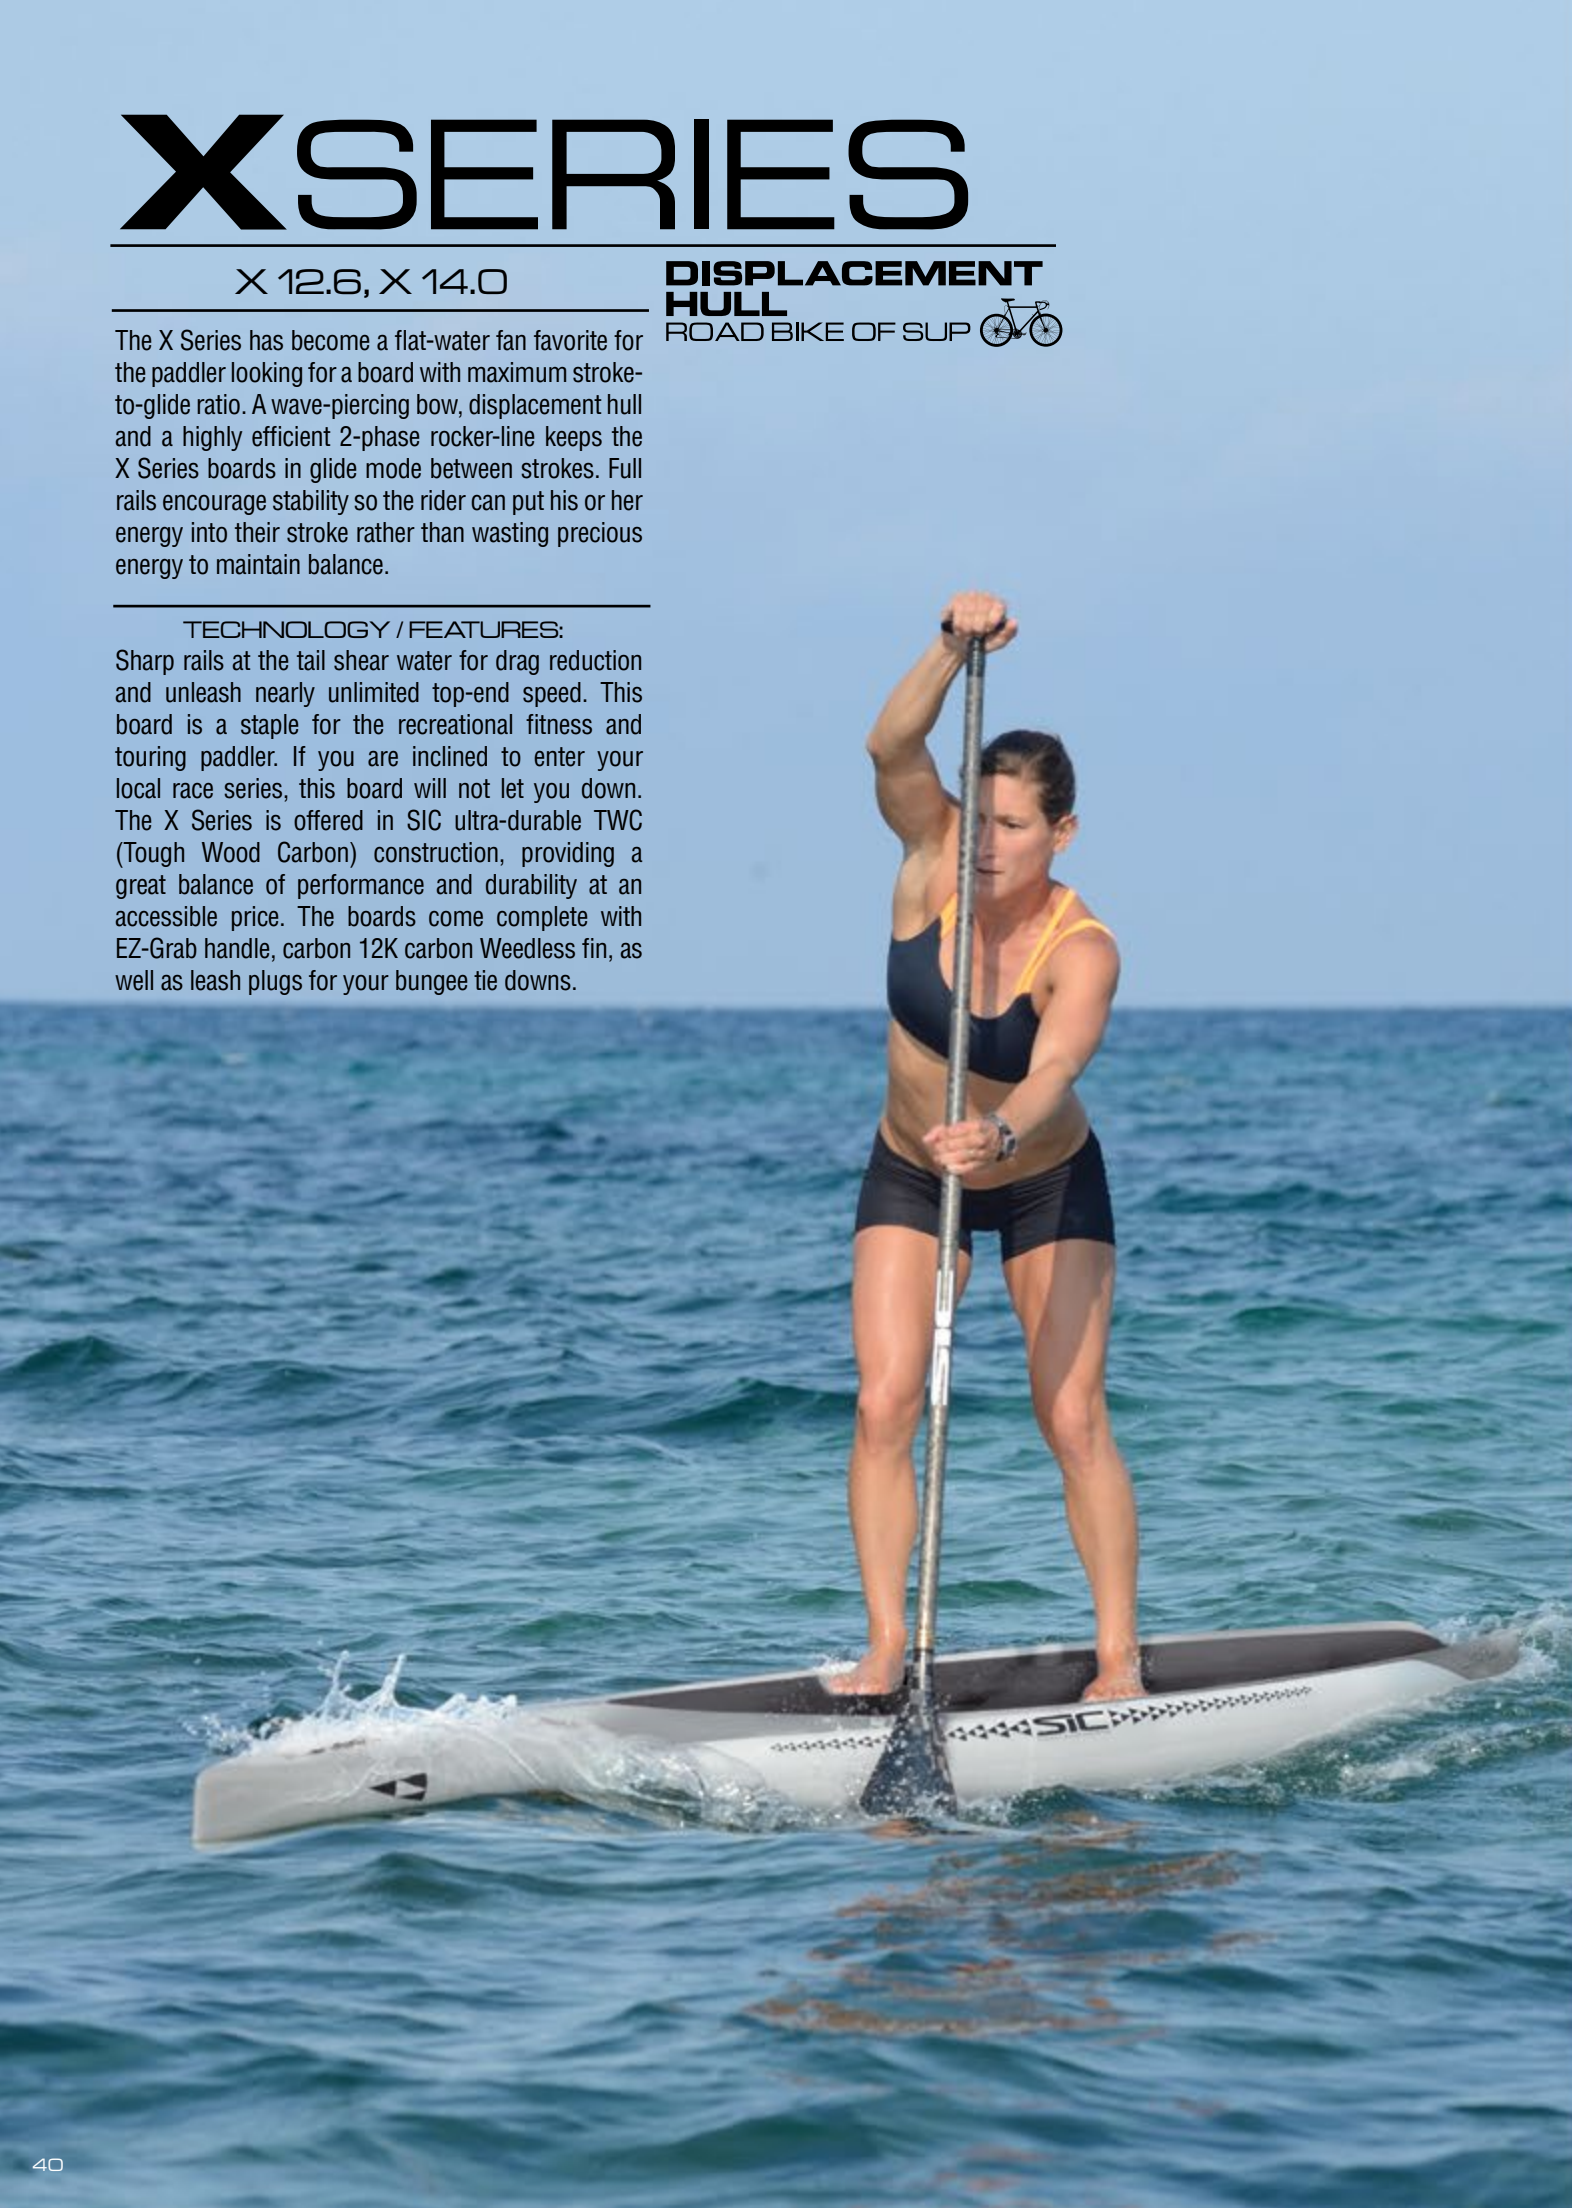 XSERIES
X 12.6, X 14.0
DISPLACEMENT
HULL
ROAD BIKE OF SUP
The X Series has become a flat-water fan favorite for
the paddler looking for a board with maximum stroke-
to-glide ratio. A wave-piercing bow, displacement hull
and a highly efficient 2-phase rocker-line keeps the
X Series boards in glide mode between strokes. Full
rails encourage stability so the rider can put his or her
energy into their stroke rather than wasting precious
energy to maintain balance.
TECHNOLOGY / FEATURES:
Sharp rails at the tail shear water for drag reduction
and unleash nearly unlimited top-end speed. This
board is a staple for the recreational fitness and
touring paddler. If you are inclined to enter your
local race series, this board will not let you down.
The X Series is offered in SIC ultra-durable TWC
(Tough Wood Carbon) construction, providing a
great balance of performance and durability at an
accessible price. The boards come complete with
EZ-Grab handle, carbon 12K carbon Weedless fin, as
well as leash plugs for your bungee tie downs.
SIC
SIC
40